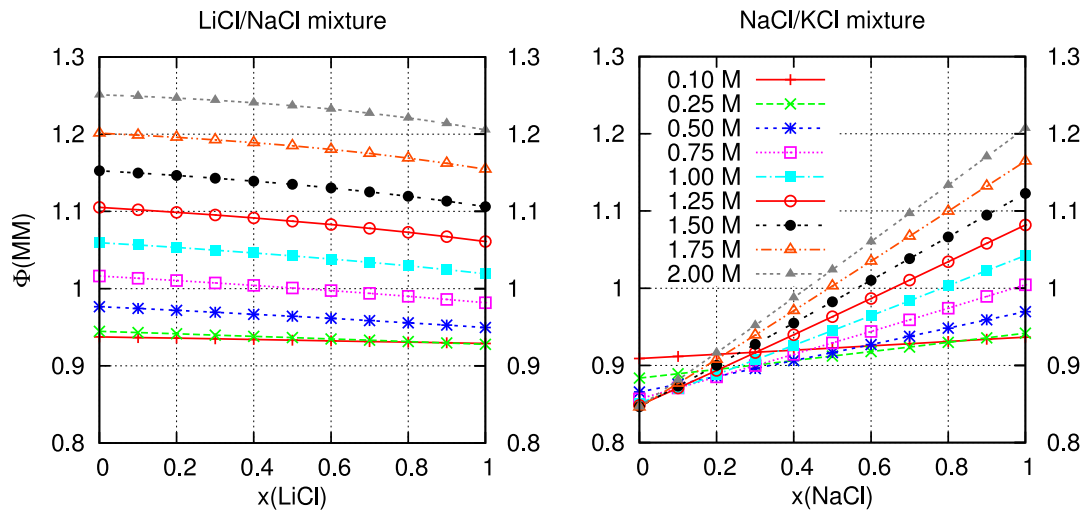 LiCl/NaCl mixture
Φ(MM)
1.3
1.2
1.1
1
0.9
0.8
1.3
1.2
1.1
1
0.9
0.8
0 0.2 0.4 0.6 0.8 1
x(LiCl)
NaCl/KCl mixture
1.3
1.2
1.1
1
0.9
0.8
0.10 M
0.25 M
0.50 M
0.75 M
1.00 M
1.25 M
1.50 M
1.75 M
2.00 M
1.3
1.2
1.1
1
0.9
0.8
0 0.2 0.4 0.6 0.8 1
x(NaCl)